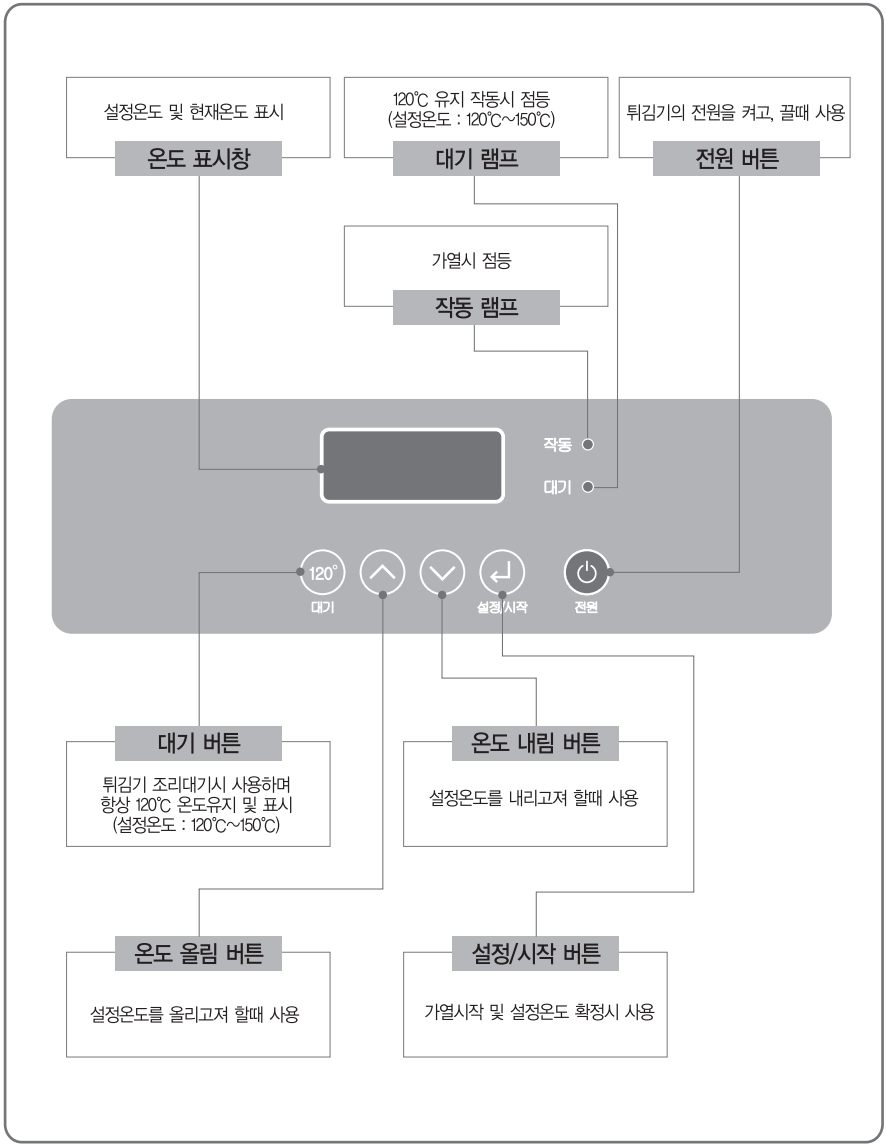 설정온도 및 현재온도 표시
온도 표시창
120℃ 유지 작동시 점등
(설정온도 : 120℃~150℃)
대기 램프
튀김기의 전원을 켜고, 끌때 사용
전원 버튼
가열시 점등
작동 램프
작동
대기
120°
대기
설정/시작
전원
대기 버튼
튀김기 조리대기시 사용하며
항상 120℃ 온도유지 및 표시
(설정온도 : 120℃~150℃)
온도 내림 버튼
설정온도를 내리고져 할때 사용
온도 올림 버튼
설정온도를 올리고져 할때 사용
설정/시작 버튼
가열시작 및 설정온도 확정시 사용